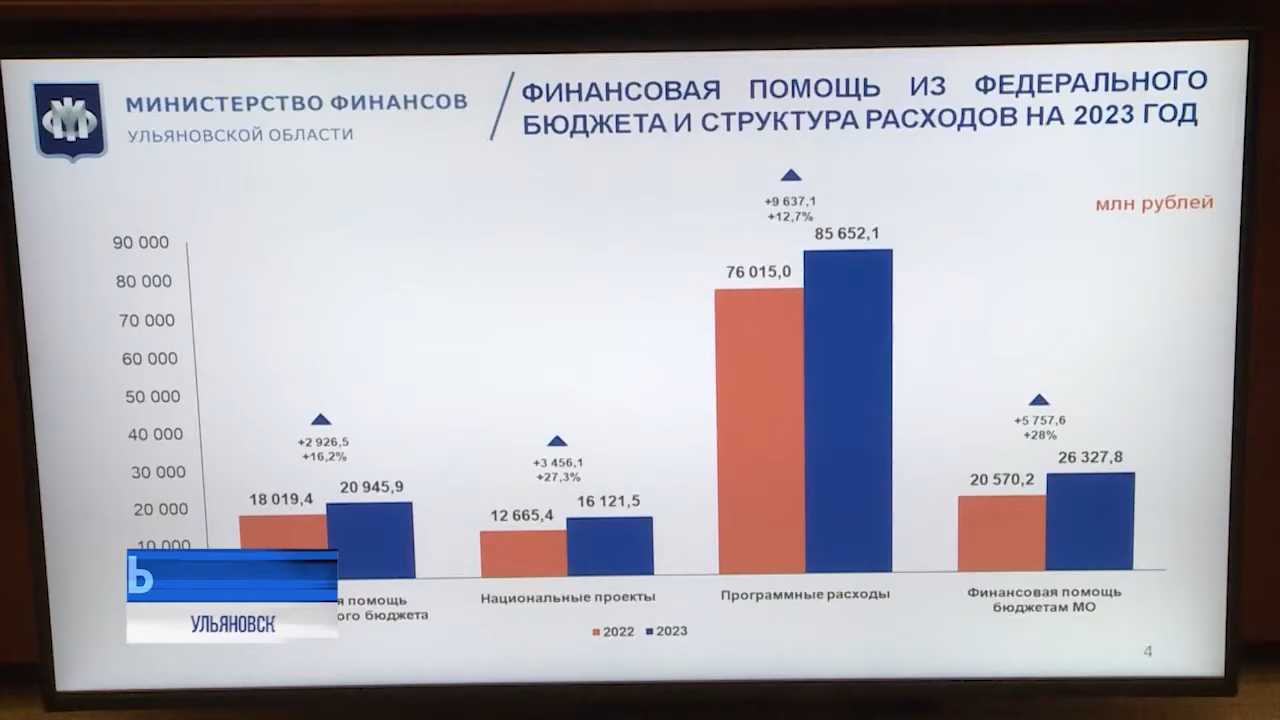 МИНИСТЕРСТВО ФИНАНСОВ
УЛЬЯНОВСКОЙ ОБЛАСТИ
ФИНАНСОВАЯ ПОМОЩЬ ИЗ ФЕДЕРАЛЬНОГО
БЮДЖЕТА И СТРУКТУРА РАСХОДОВ НА 2023 ГОД
млн рублей
90 000
80 000
70 000
60 000
50 000
40 000
30 000
20 000
10 000
+2 926,5
+16,2%
18 019,4
20 945,9
+3 456,1
+27,3%
12 665,4
16 121,5
+9 637,1
+12,7%
76 015,0
85 652,1
+5 757,6
+28%
20 570,2
26 327,8
помощь
бюджета
Национальные проекты
Программные расходы
Финансовая помощь
бюджетам МО
2022 2023
4
Ь
УЛЬЯНОВСК